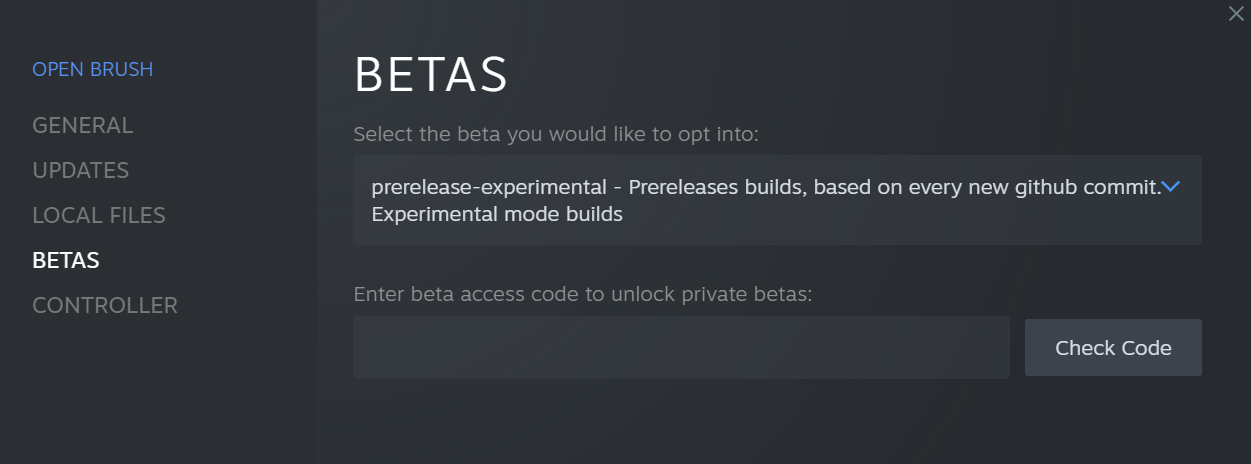 OPEN BRUSH
GENERAL
UPDATES
LOCAL FILES
BETAS
CONTROLLER
BETAS
Select the beta you would like to opt into:
prerelease-experimental - Prereleases builds, based on every new github commit.
Experimental mode builds
Enter beta access code to unlock private betas:
Check Code